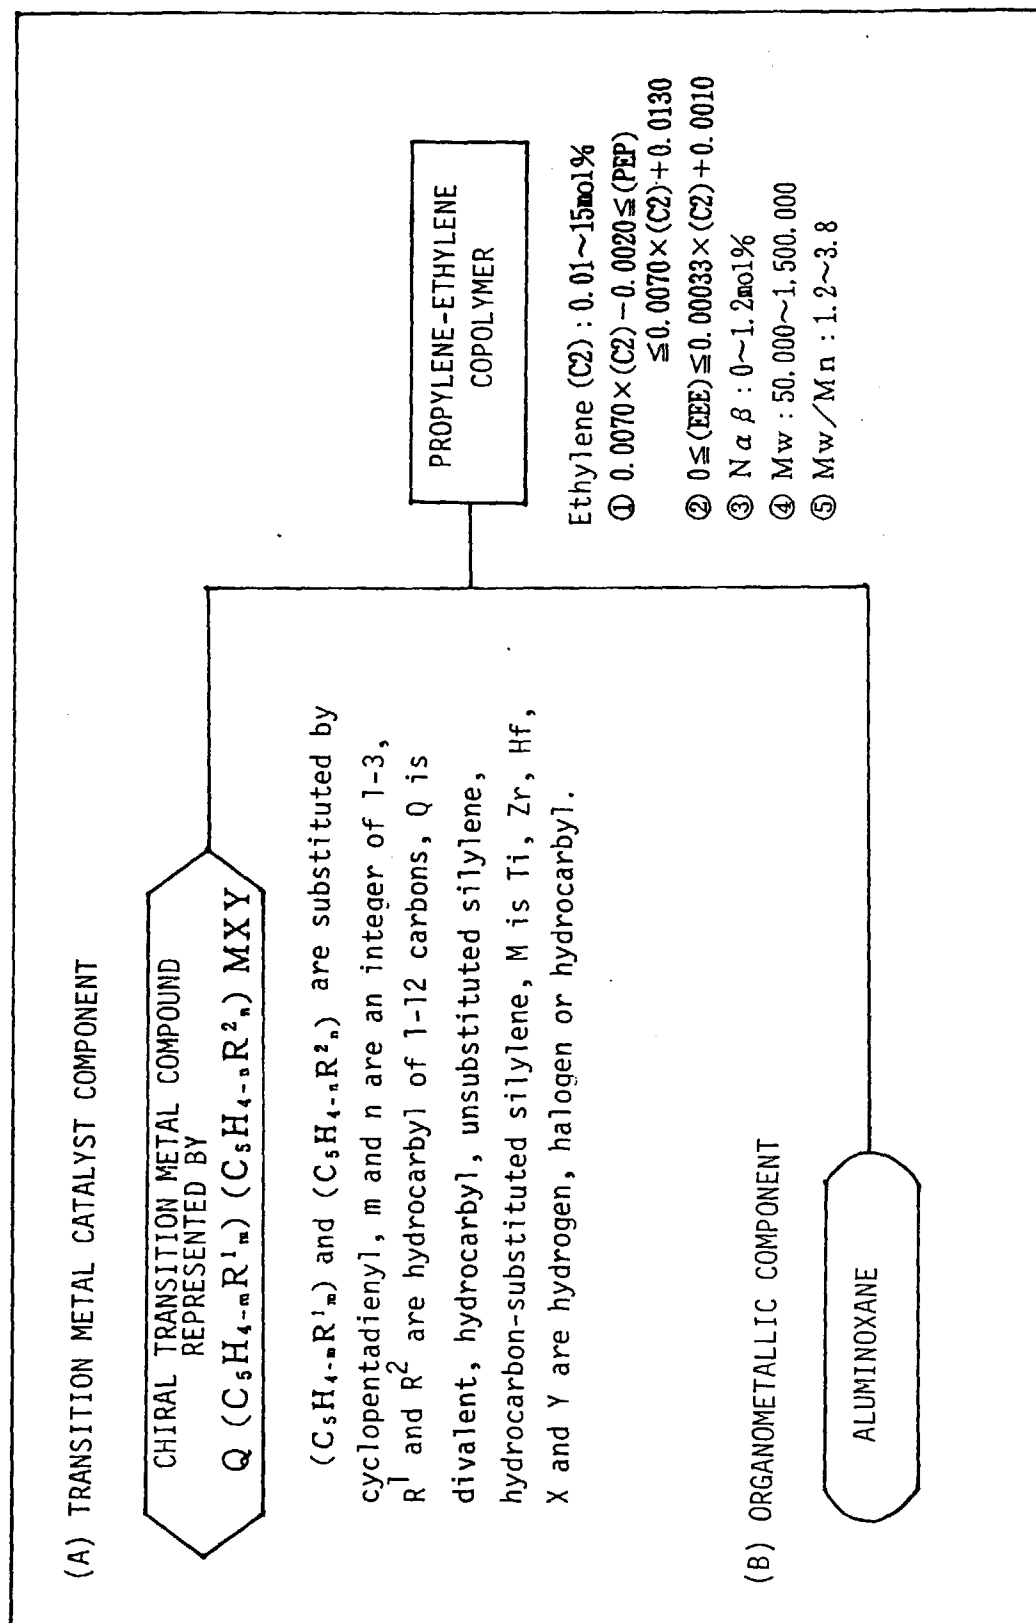 (A) TRANSITION METAL CATALYST COMPONENT
CHIRAL TRANSITION METAL COMPOUND
REPRESENTED BY
Q (C₅H₄₋ₘR¹ₘ) (C₅H₄₋ₙR²ₙ) MXY
(C₅H₄₋ₘR¹ₘ) and (C₅H₄₋ₙR²ₙ) are substituted by
cyclopentadienyl, m and n are an integer of 1-3,
R¹ and R² are hydrocarbyl of 1-12 carbons, Q is
divalent, hydrocarbyl, unsubstituted silylene,
hydrocarbon-substituted silylene, M is Ti, Zr, Hf,
X and Y are hydrogen, halogen or hydrocarbyl.
(B) ORGANOMETALLIC COMPONENT
ALUMINOXANE
PROPYLENE-ETHYLENE
COPOLYMER
Ethylene (C2) : 0.01~15mol%
① 0.0070×(C2)−0.0020≦(PEP)
≦0.0070×(C2)+0.0130
② 0≦(EEE)≦0.00033×(C2)+0.0010
③ Nαβ : 0~1.2mol%
④ Mw : 50.000~1,500.000
⑤ Mw/Mn : 1.2~3.8